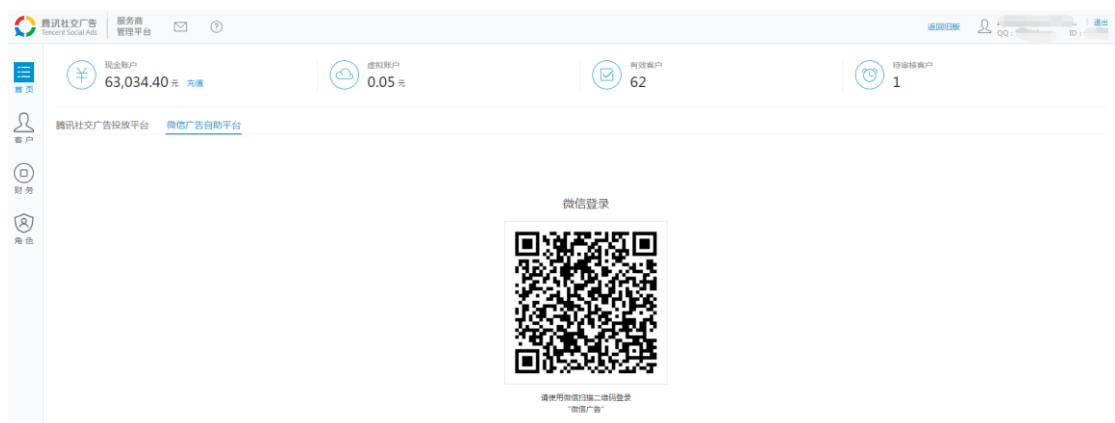 腾讯社交广告
Tencent Social Ads
服务商
管理平台
返回旧版
QQ：
ID：
退出
首页
客户
财务
角色
现金账户
63,034.40 元 充值
虚拟账户
0.05 元
有效客户
62
待审核客户
1
腾讯社交广告投放平台 微信广告自助平台
微信登录
请使用微信扫描二维码登录
“微信广告”